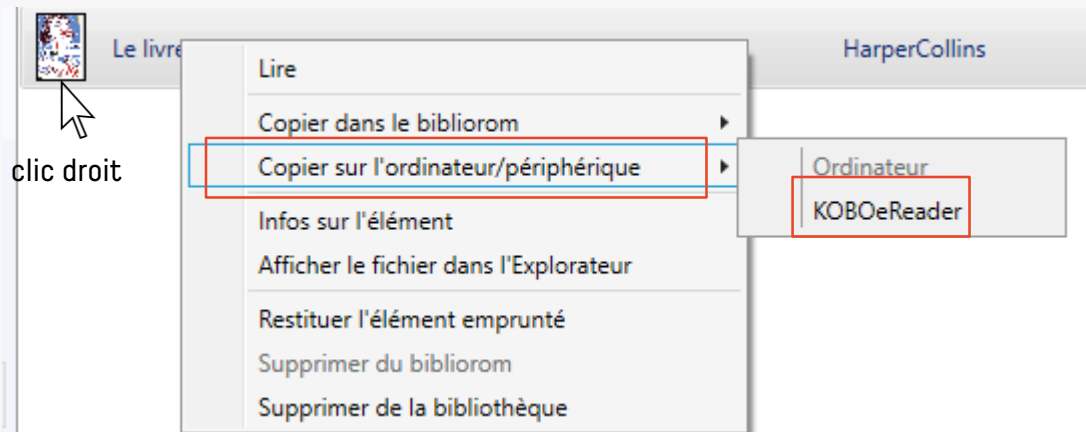 Le livre
HarperCollins
clic droit
Lire
Copier dans le bibliorom
Copier sur l'ordinateur/périphérique
Ordinateur
KOBOeReader
Infos sur l'élément
Afficher le fichier dans l'Explorateur
Restituer l'élément emprunté
Supprimer du bibliorom
Supprimer de la bibliothèque